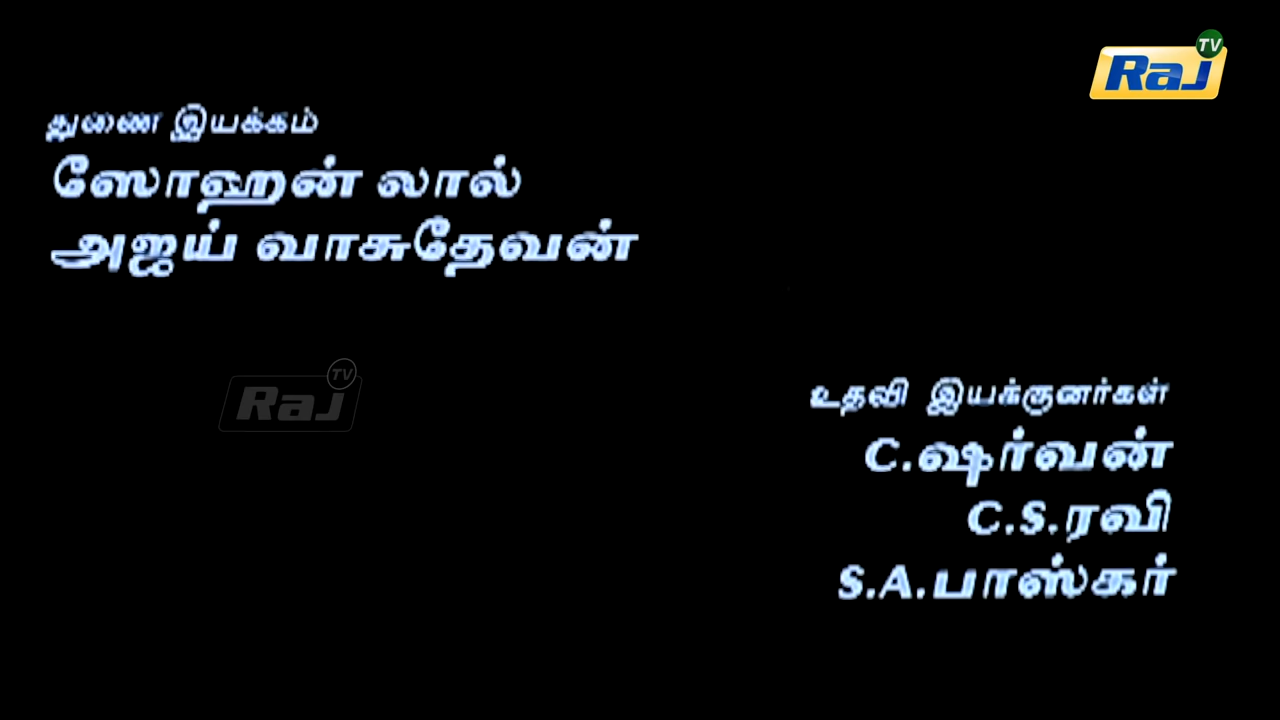 Raj TV
துணை இயக்கம்
ஸோஹன் லால்
அஜய் வாசுதேவன்
Raj TV
உதவி இயக்குனர்கள்
C.ஷர்வன்
C.S.ரவி
S.A.பாஸ்கர்